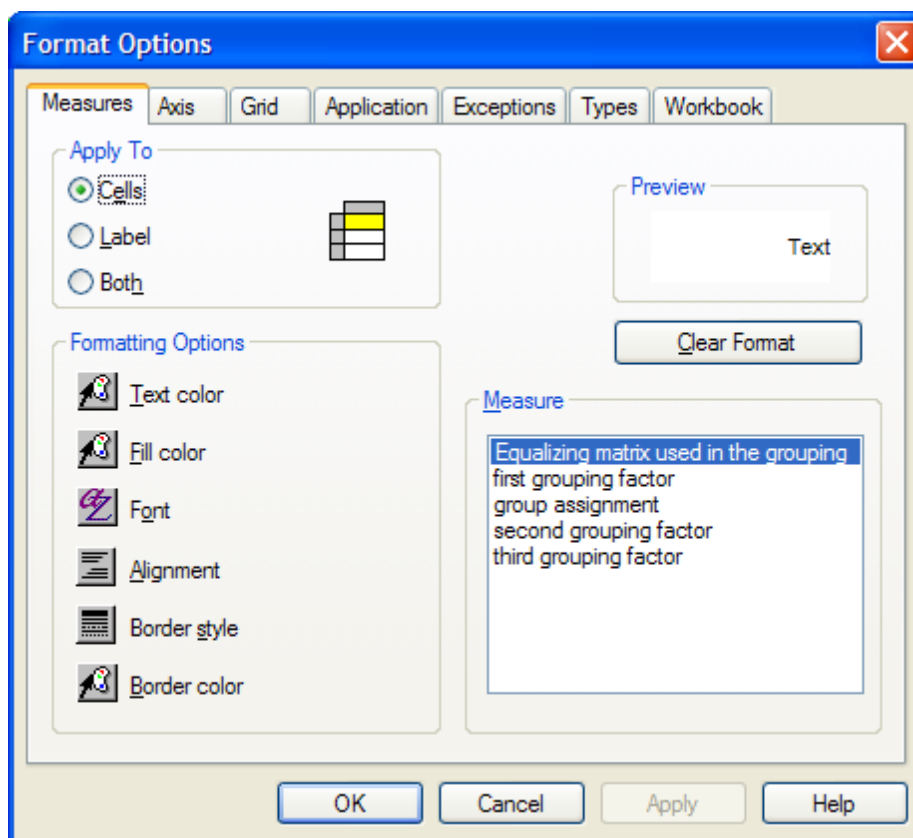 Format Options
Measures Axis Grid Application Exceptions Types Workbook
Apply To
Cells
Label
Both
Preview
Text
Clear Format
Formatting Options
Text color
Fill color
Font
Alignment
Border style
Border color
Measure
Equalizing matrix used in the grouping
first grouping factor
group assignment
second grouping factor
third grouping factor
OK Cancel Apply Help